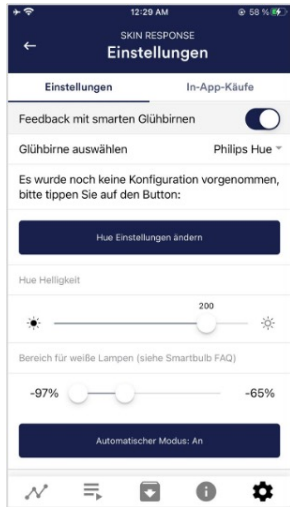 12:29 AM
58 %
SKIN RESPONSE
Einstellungen
Einstellungen
In-App-Käufe
Feedback mit smarten Glühbirnen
Glühbirne auswählen
Philips Hue
Es wurde noch keine Konfiguration vorgenommen,
bitte tippen Sie auf den Button:
Hue Einstellungen ändern
Hue Helligkeit
200
Bereich für weiße Lampen (siehe Smartbulb FAQ)
-97%
-65%
Automatischer Modus: An